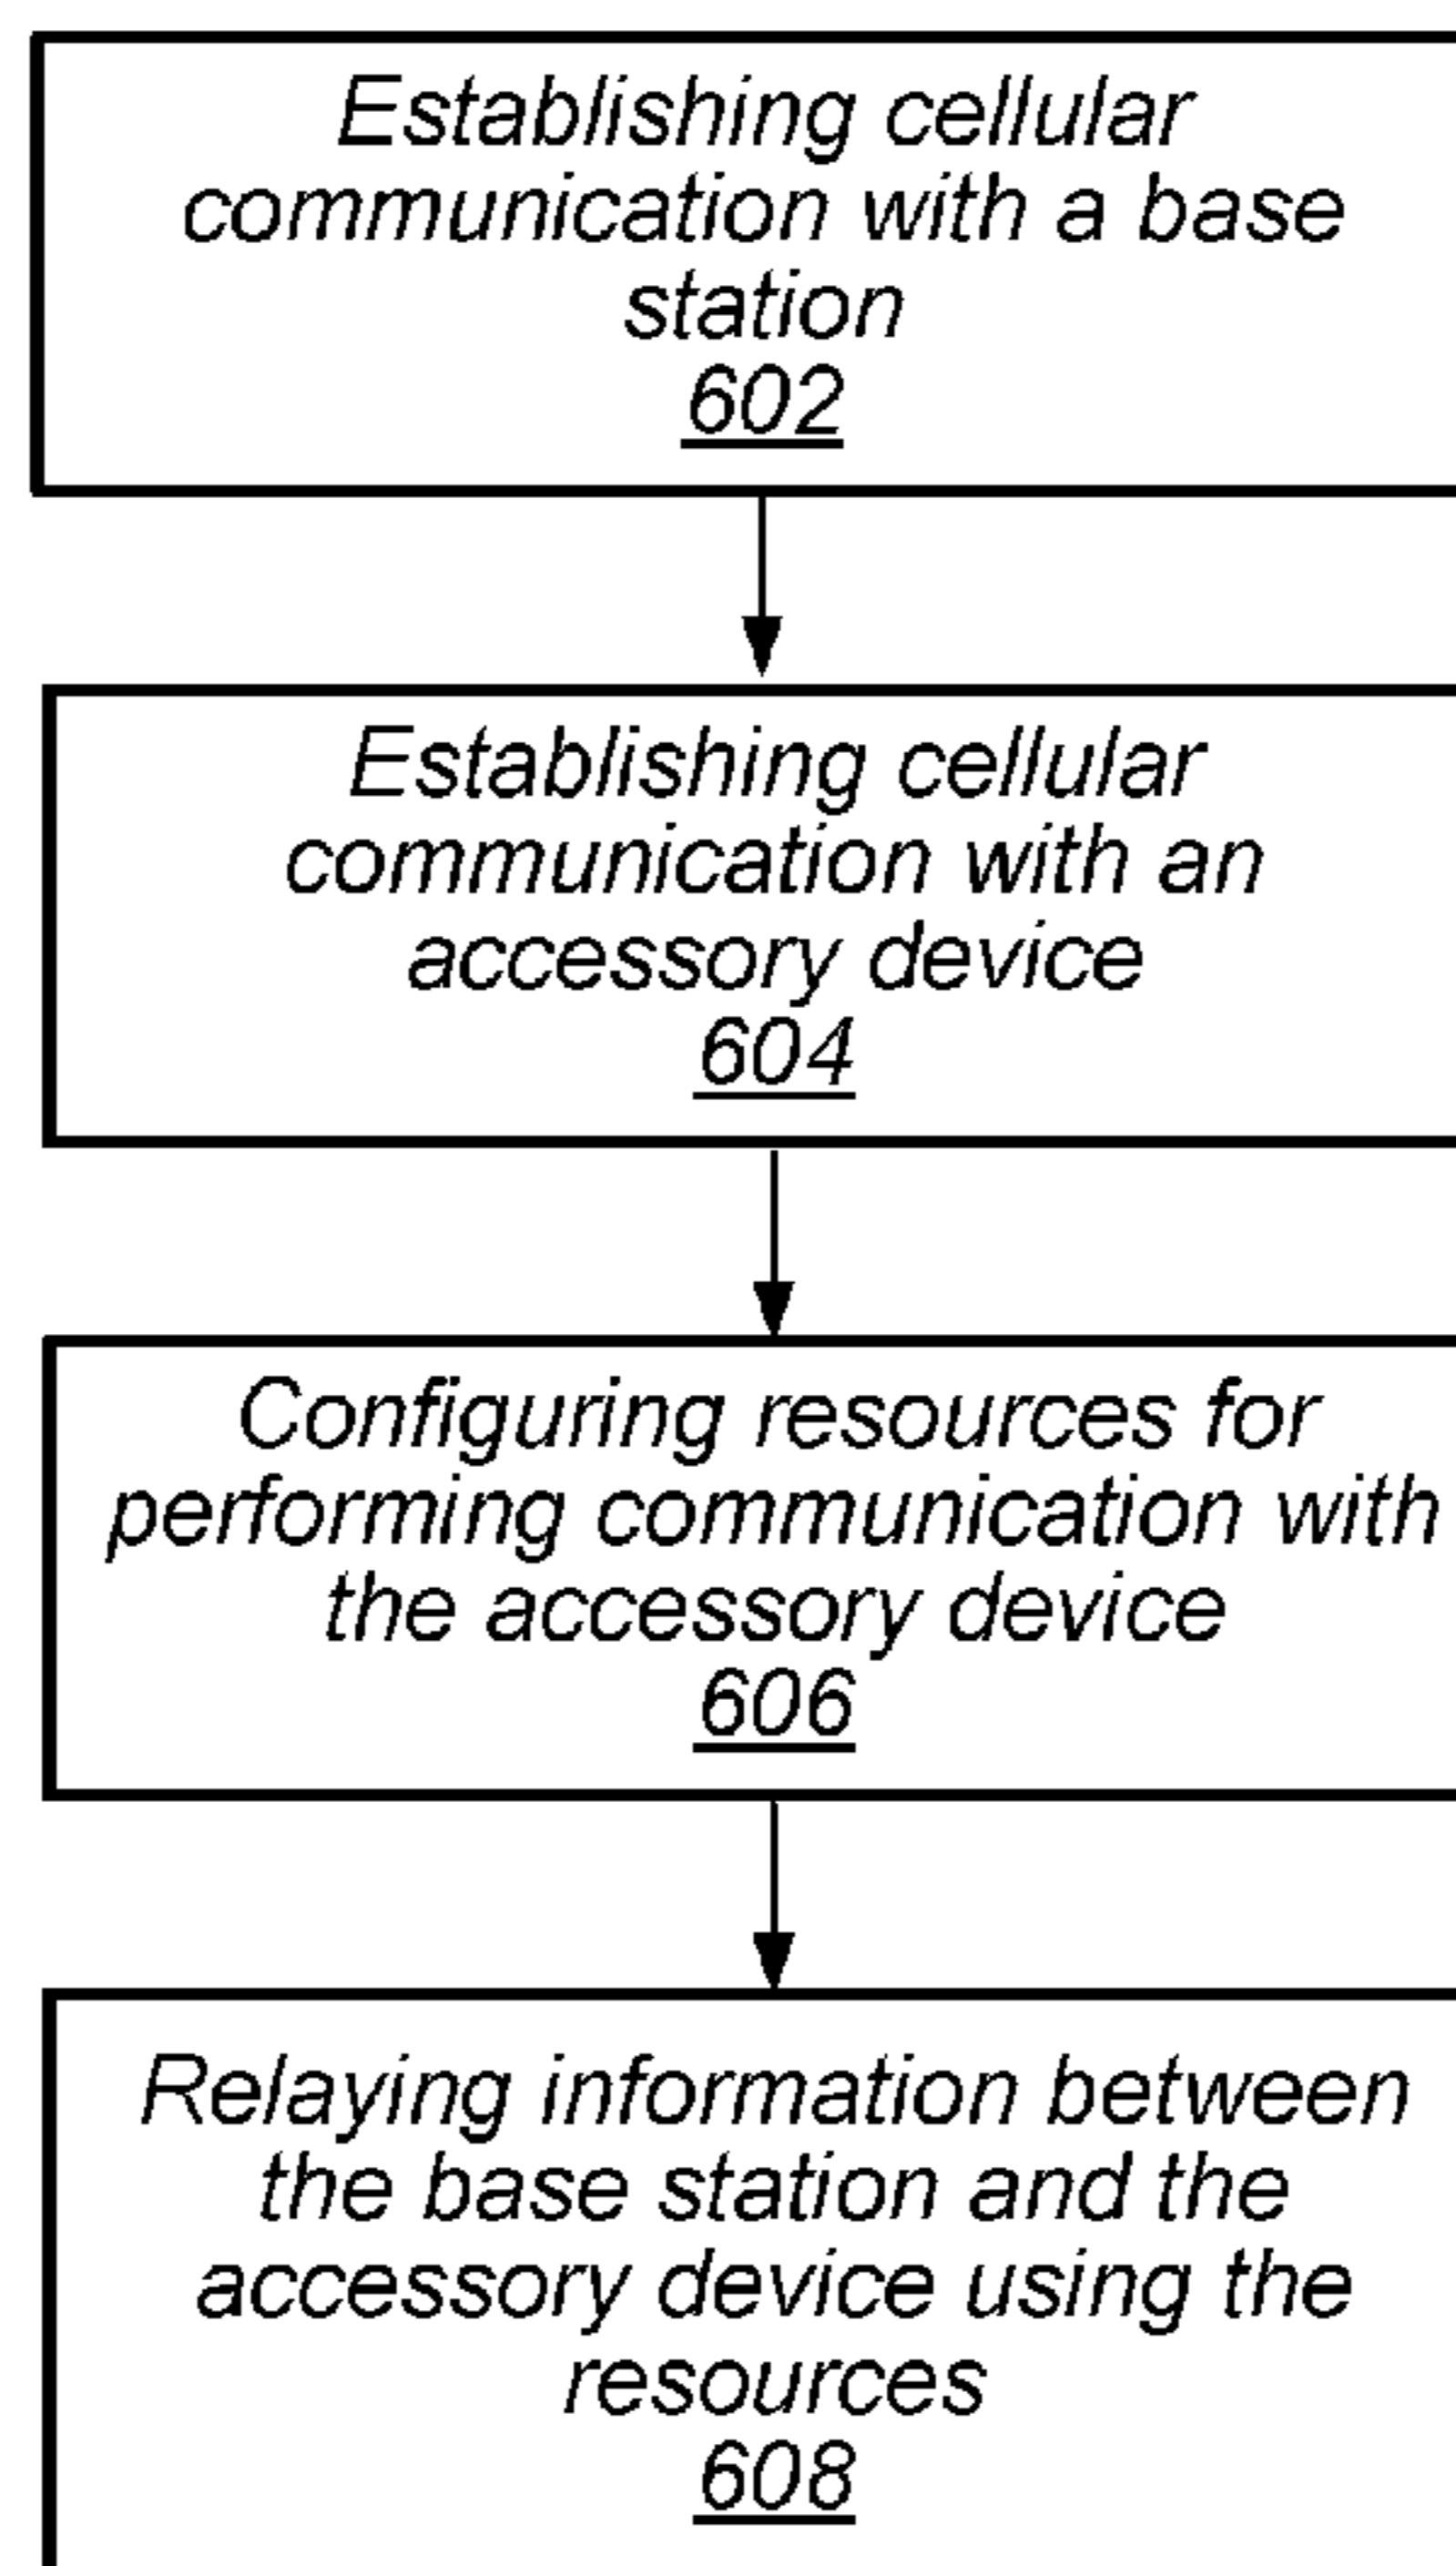 Establishing cellular
communication with a base
station
602
Establishing cellular
communication with an
accessory device
604
Configuring resources for
performing communication with
the accessory device
606
Relaying information between
the base station and the
accessory device using the
resources
608